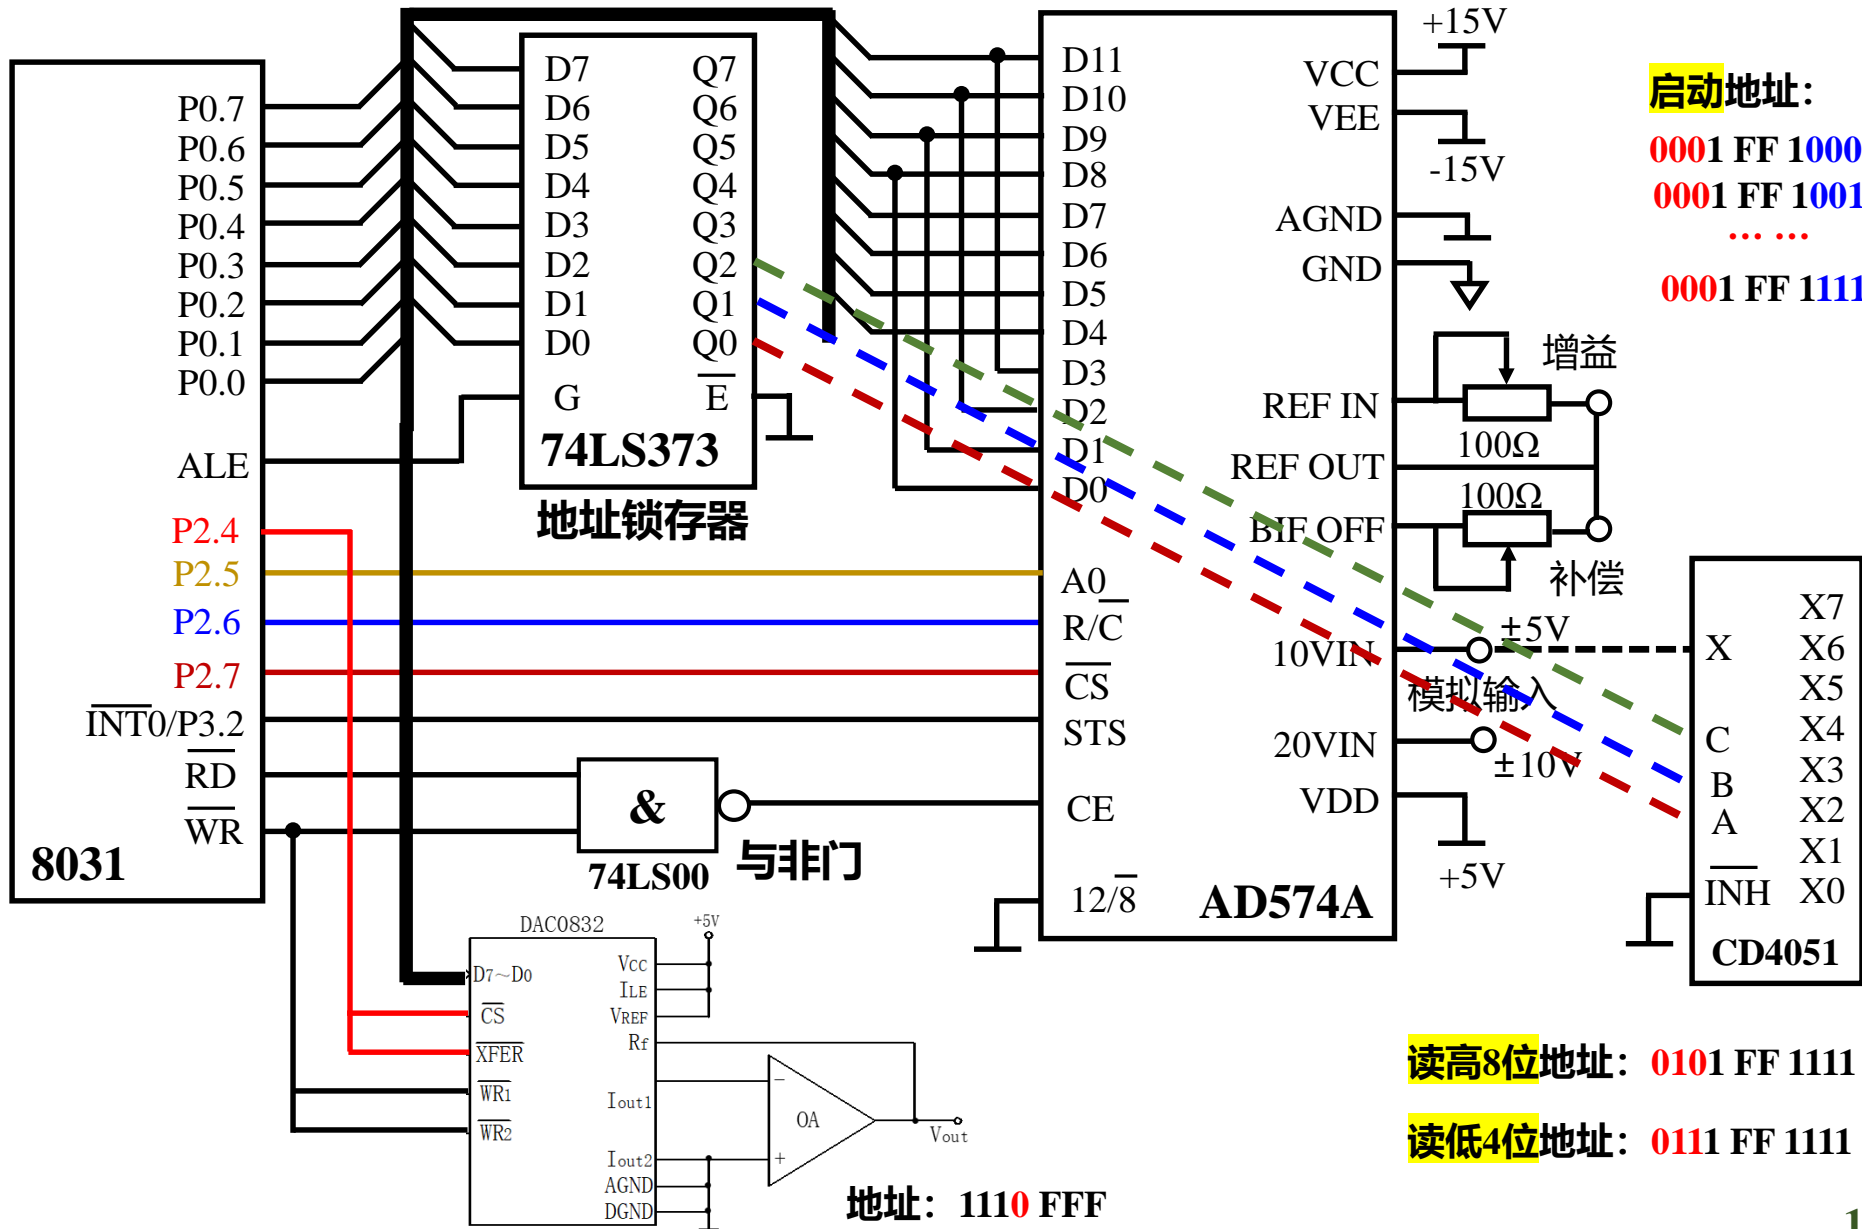 P0.7
P0.6
P0.5
P0.4
P0.3
P0.2
P0.1
P0.0
ALE
P2.4
P2.5
P2.6
P2.7
INT0/P3.2
RD
WR
8031
D7 Q7
D6 Q6
D5 Q5
D4 Q4
D3 Q3
D2 Q2
D1 Q1
D0 Q0
G E
74LS373
地址锁存器
&
74LS00
与非门
D11
D10
D9
D8
D7
D6
D5
D4
D3
D2
D1
D0
A0
R/C
CS
STS
CE
12/8
AD574A
VCC
VEE
AGND
GND
REF IN
REF OUT
BIF OFF
10VIN
20VIN
VDD
+15V
-15V
增益
100Ω
100Ω
补偿
±5V
模拟输入
±10V
+5V
X7
X X6
X5
C X4
B X3
A X2
X1
INH X0
CD4051
启动地址：
0001 FF 1000
0001 FF 1001
… …
0001 FF 1111
DAC0832
+5V
D7～D0
CS
XFER
WR1
WR2
VCC
ILE
VREF
Rf
Iout1
Iout2
AGND
DGND
−
OA
+
Vout
地址：1110 FFF
读高8位地址：0101 FF 1111
读低4位地址：0111 FF 1111
1